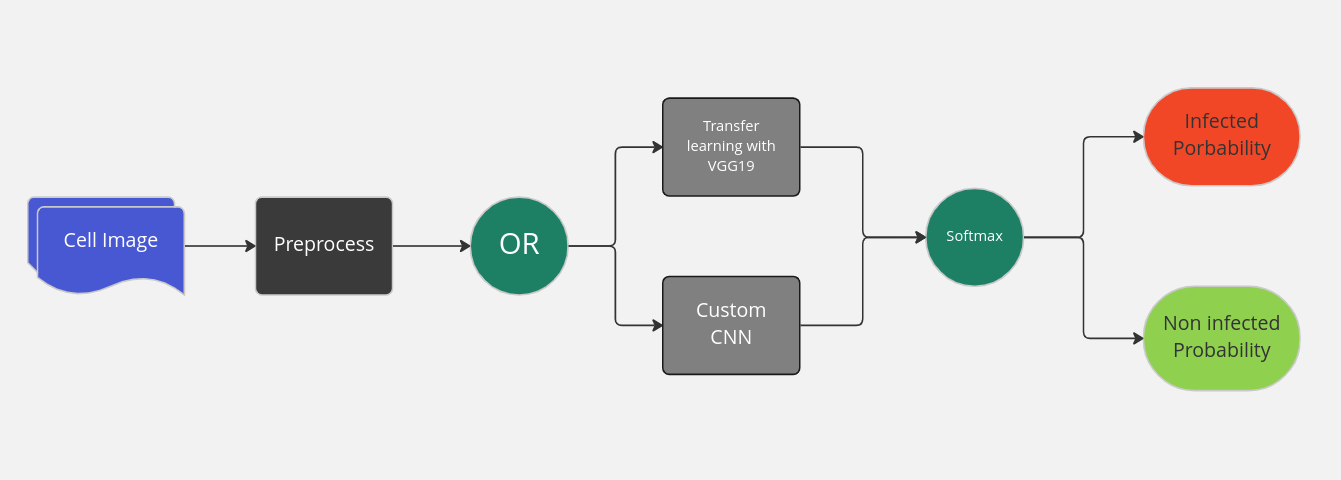 Cell Image
Preprocess
OR
Transfer
learning with
VGG19
Custom
CNN
Softmax
Infected
Porbability
Non infected
Probability